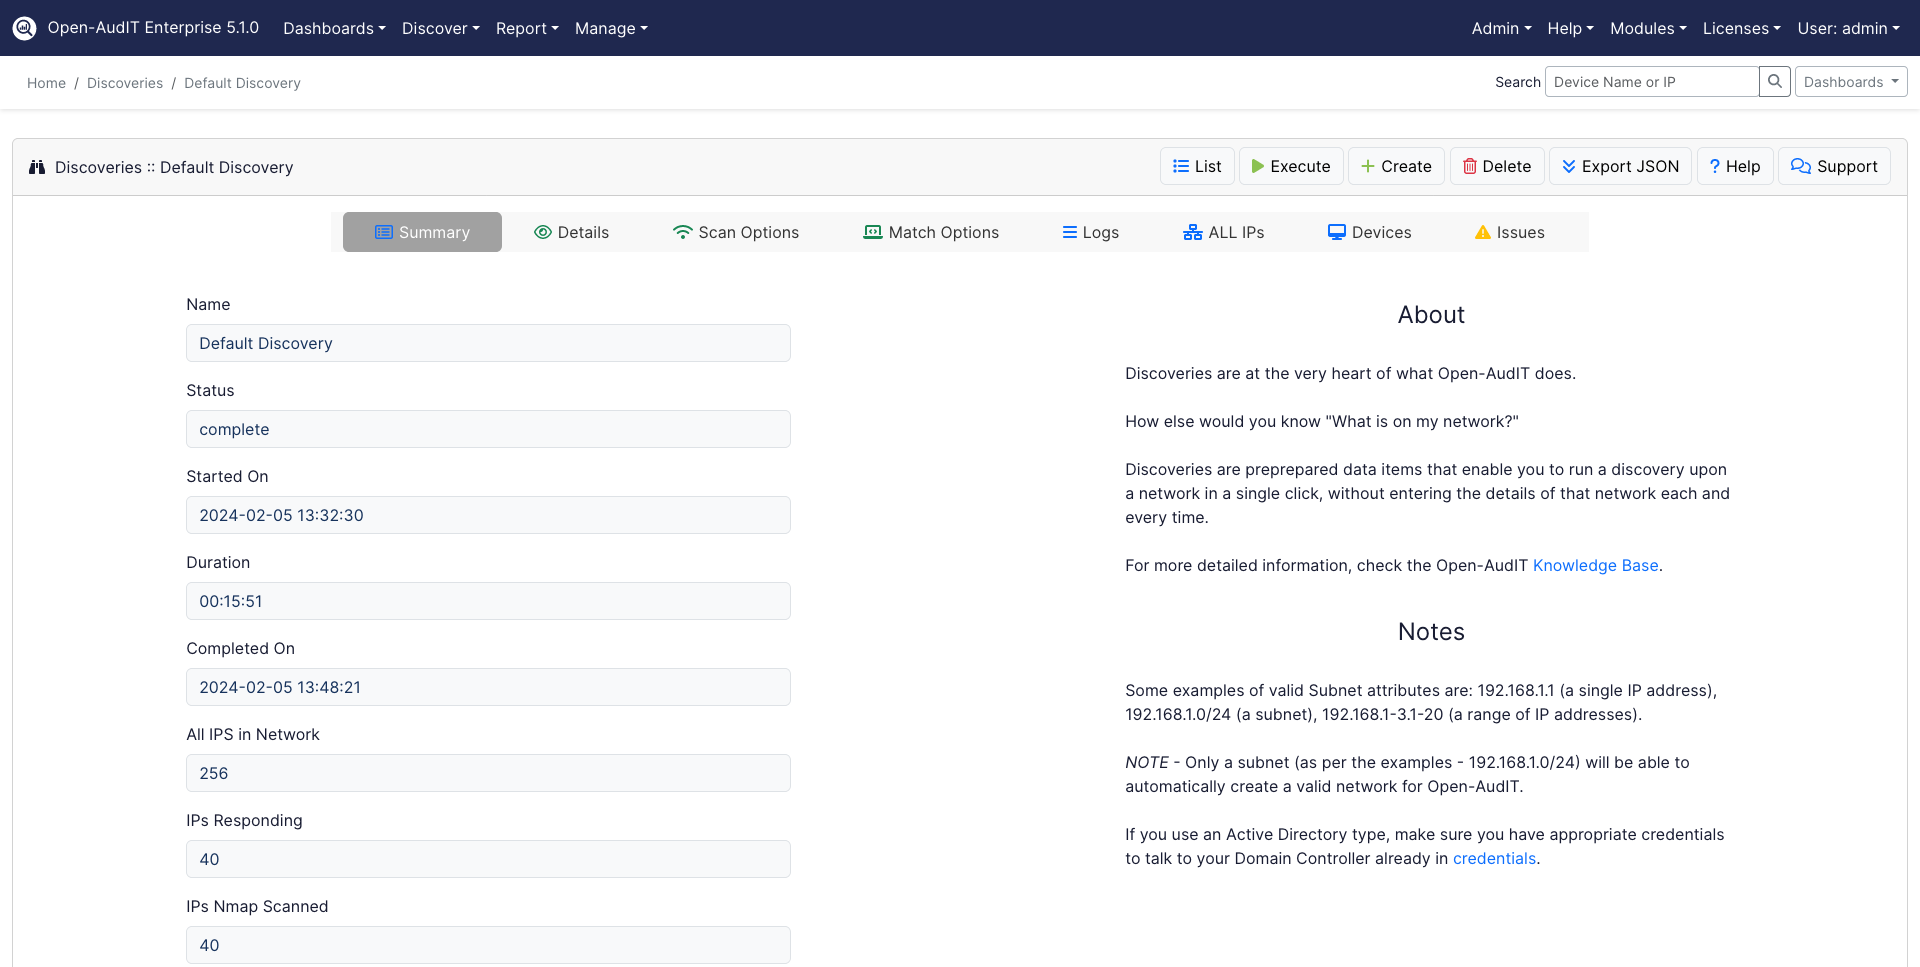 Open-AudIT Enterprise 5.1.0 Dashboards Discover Report Manage Admin Help Modules Licenses User: admin
Home / Discoveries / Default Discovery Search Device Name or IP Dashboards
Discoveries :: Default Discovery List Execute Create Delete Export JSON ? Help Support
Summary Details Scan Options Match Options Logs ALL IPs Devices Issues
Name
Default Discovery
Status
complete
Started On
2024-02-05 13:32:30
Duration
00:15:51
Completed On
2024-02-05 13:48:21
All IPS in Network
256
IPs Responding
40
IPs Nmap Scanned
40
About
Discoveries are at the very heart of what Open-AudIT does.
How else would you know "What is on my network?"
Discoveries are preprepared data items that enable you to run a discovery upon
a network in a single click, without entering the details of that network each and
every time.
For more detailed information, check the Open-AudIT Knowledge Base.
Notes
Some examples of valid Subnet attributes are: 192.168.1.1 (a single IP address),
192.168.1.0/24 (a subnet), 192.168.1-3.1-20 (a range of IP addresses).
NOTE - Only a subnet (as per the examples - 192.168.1.0/24) will be able to
automatically create a valid network for Open-AudIT.
If you use an Active Directory type, make sure you have appropriate credentials
to talk to your Domain Controller already in credentials.